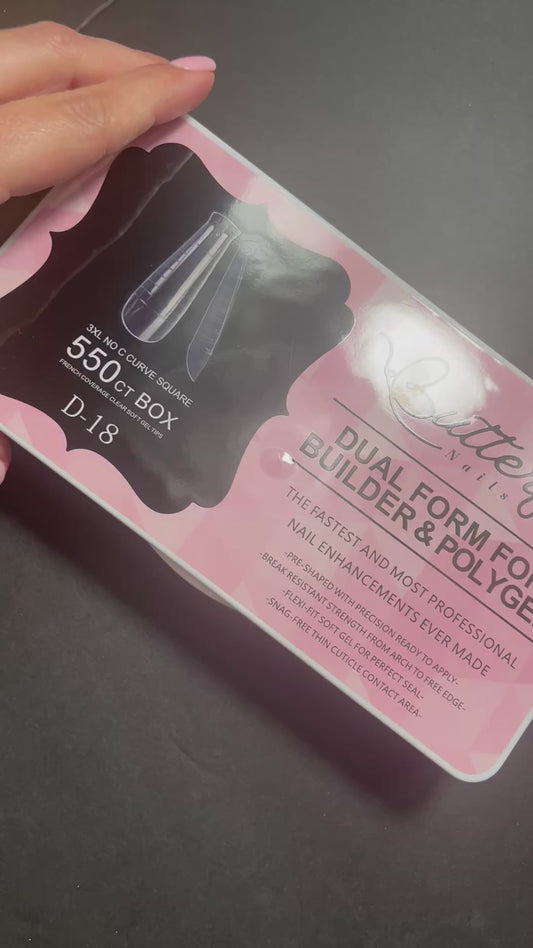 3XL NO C CURVE SQUARE
550CT BOX
FRENCH COVERAGE CLEAR SOFT GEL TIPS
D-18
Butter
Nails
DUAL FORM FO
BUILDER & POLYGE
THE FASTEST AND MOST PROFESSIONAL
NAIL ENHANCEMENTS EVER MADE
-PRE-SHAPED WITH PRECISION READY TO APPLY-
-BREAK RESISTANT STRENGTH FROM ARCH TO FREE EDGE-
-FLEXI-FIT SOFT GEL FOR PERFECT SEAL-
-SNAG-FREE THIN CUTICLE CONTACT AREA-